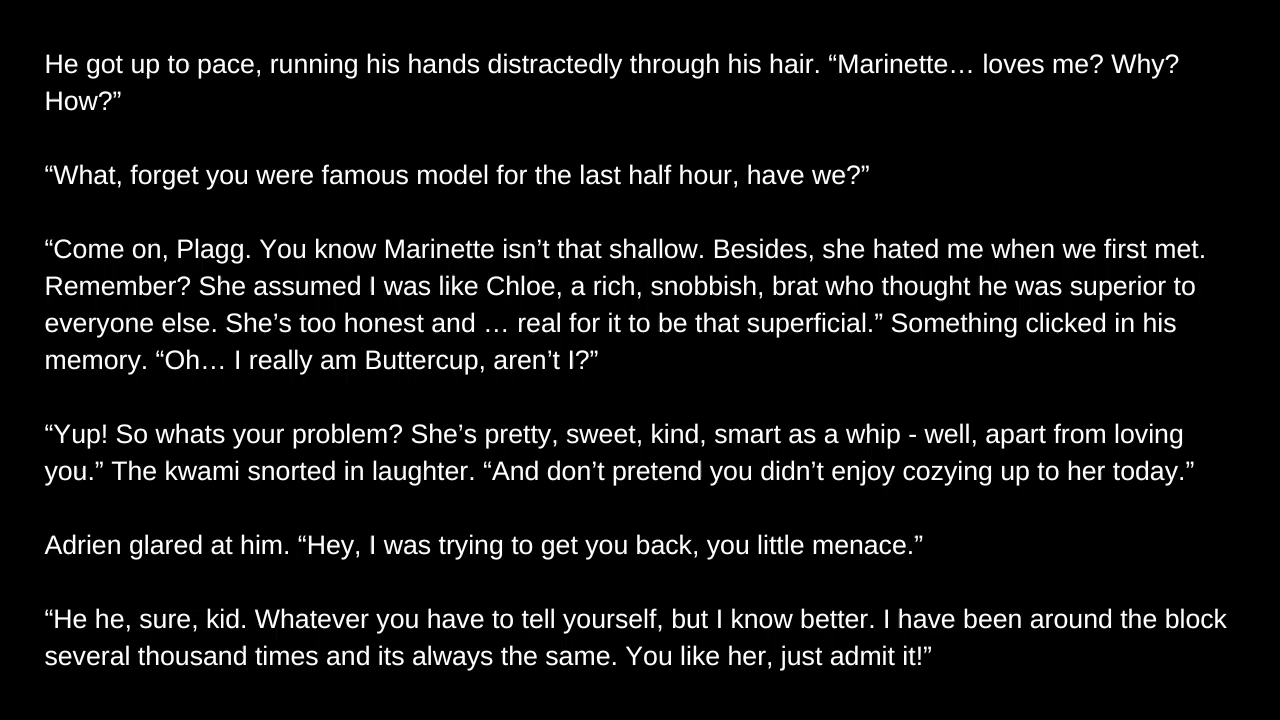 He got up to pace, running his hands distractedly through his hair. “Marinette… loves me? Why?
How?”
“What, forget you were famous model for the last half hour, have we?”
“Come on, Plagg. You know Marinette isn’t that shallow. Besides, she hated me when we first met.
Remember? She assumed I was like Chloe, a rich, snobbish, brat who thought he was superior to
everyone else. She’s too honest and … real for it to be that superficial.” Something clicked in his
memory. “Oh… I really am Buttercup, aren’t I?”
“Yup! So whats your problem? She’s pretty, sweet, kind, smart as a whip - well, apart from loving
you.” The kwami snorted in laughter. “And don’t pretend you didn’t enjoy cozying up to her today.”
Adrien glared at him. “Hey, I was trying to get you back, you little menace.”
“He he, sure, kid. Whatever you have to tell yourself, but I know better. I have been around the block
several thousand times and its always the same. You like her, just admit it!”